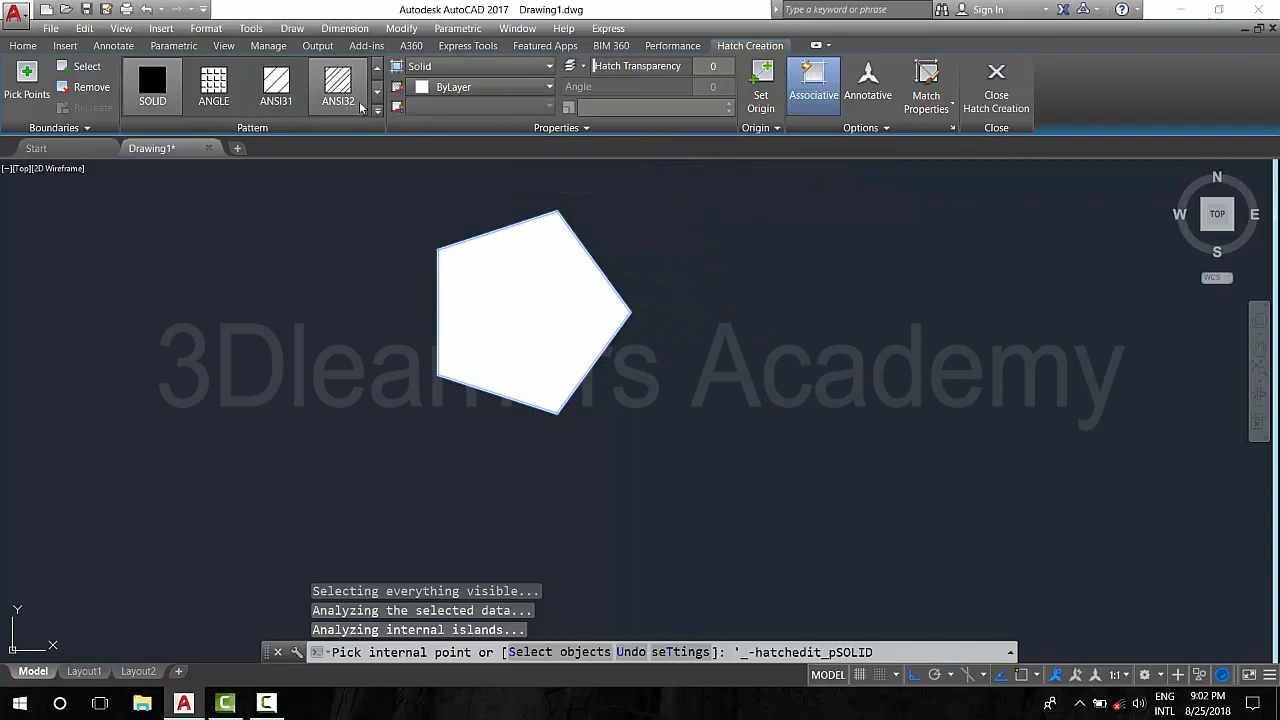 Autodesk AutoCAD 2017 Drawing1.dwg
Type a keyword or phrase
Sign In
File Edit View Insert Format Tools Draw Dimension Modify Parametric Window Help Express
Home Insert Annotate Parametric View Manage Output Add-ins A360 Express Tools Featured Apps BIM 360 Performance Hatch Creation
Pick Points
Select
Remove
Recreate
Boundaries
SOLID
ANGLE
ANSI31
ANSI32
Pattern
Solid
ByLayer
Hatch Transparency 0
Angle 0
Properties
Set
Origin
Origin
Associative
Annotative
Match
Properties
Options
Close
Hatch Creation
Close
Start
Drawing1*
[−][Top][2D Wireframe]
N
W TOP E
S
WCS
3Dlearners Academy
Selecting everything visible...
Analyzing the selected data...
Analyzing internal islands...
Pick internal point or [Select objects Undo seTtings]: '_-hatchedit_pSOLID
Y
X
Model Layout1 Layout2 +
MODEL
1:1
ENG
INTL
9:02 PM
8/25/2018